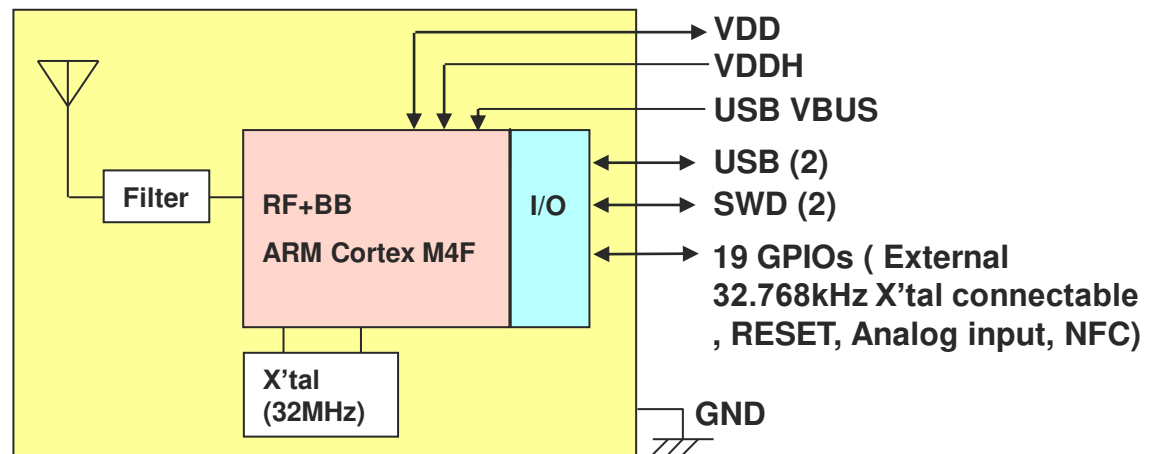 VDD
VDDH
USB VBUS
USB (2)
SWD (2)
19 GPIOs ( External
32.768kHz X'tal connectable
, RESET, Analog input, NFC)
GND
Filter
RF+BB
ARM Cortex M4F
I/O
X'tal
(32MHz)